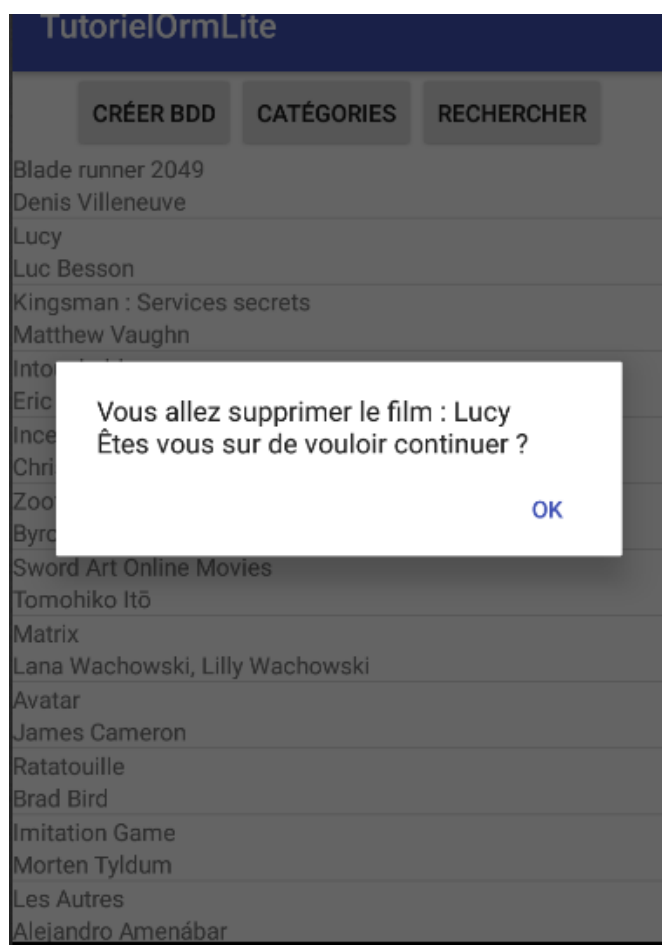 TutorielOrmLite
CRÉER BDD CATÉGORIES RECHERCHER
Blade runner 2049
Denis Villeneuve
Lucy
Luc Besson
Kingsman : Services secrets
Matthew Vaughn
Eric
Vous allez supprimer le film : Lucy
Êtes vous sur de vouloir continuer ?
OK
Sword Art Online Movies
Tomohiko Itō
Matrix
Lana Wachowski, Lilly Wachowski
Avatar
James Cameron
Ratatouille
Brad Bird
Imitation Game
Morten Tyldum
Les Autres
Alejandro Amenábar